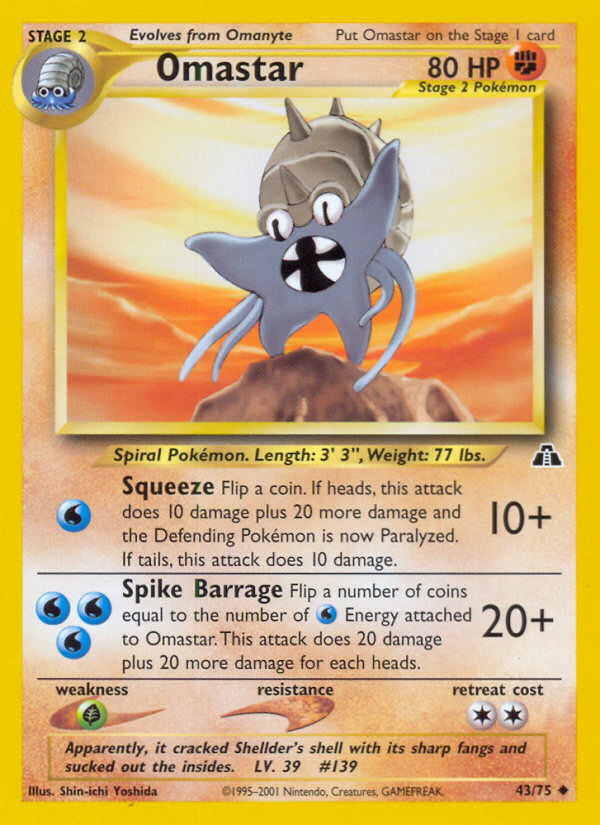 STAGE 2 Evolves from Omanyte Put Omastar on the Stage 1 card
Omastar 80 HP
Stage 2 Pokémon
Spiral Pokémon. Length: 3' 3", Weight: 77 lbs.
Squeeze Flip a coin. If heads, this attack
does 10 damage plus 20 more damage and
the Defending Pokémon is now Paralyzed.
If tails, this attack does 10 damage.
10+
Spike Barrage Flip a number of coins
equal to the number of Energy attached
to Omastar. This attack does 20 damage
plus 20 more damage for each heads.
20+
weakness resistance retreat cost
Apparently, it cracked Shellder's shell with its sharp fangs and
sucked out the insides. LV. 39 #139
Illus. Shin-ichi Yoshida ©1995-2001 Nintendo, Creatures, GAMEFREAK. 43/75